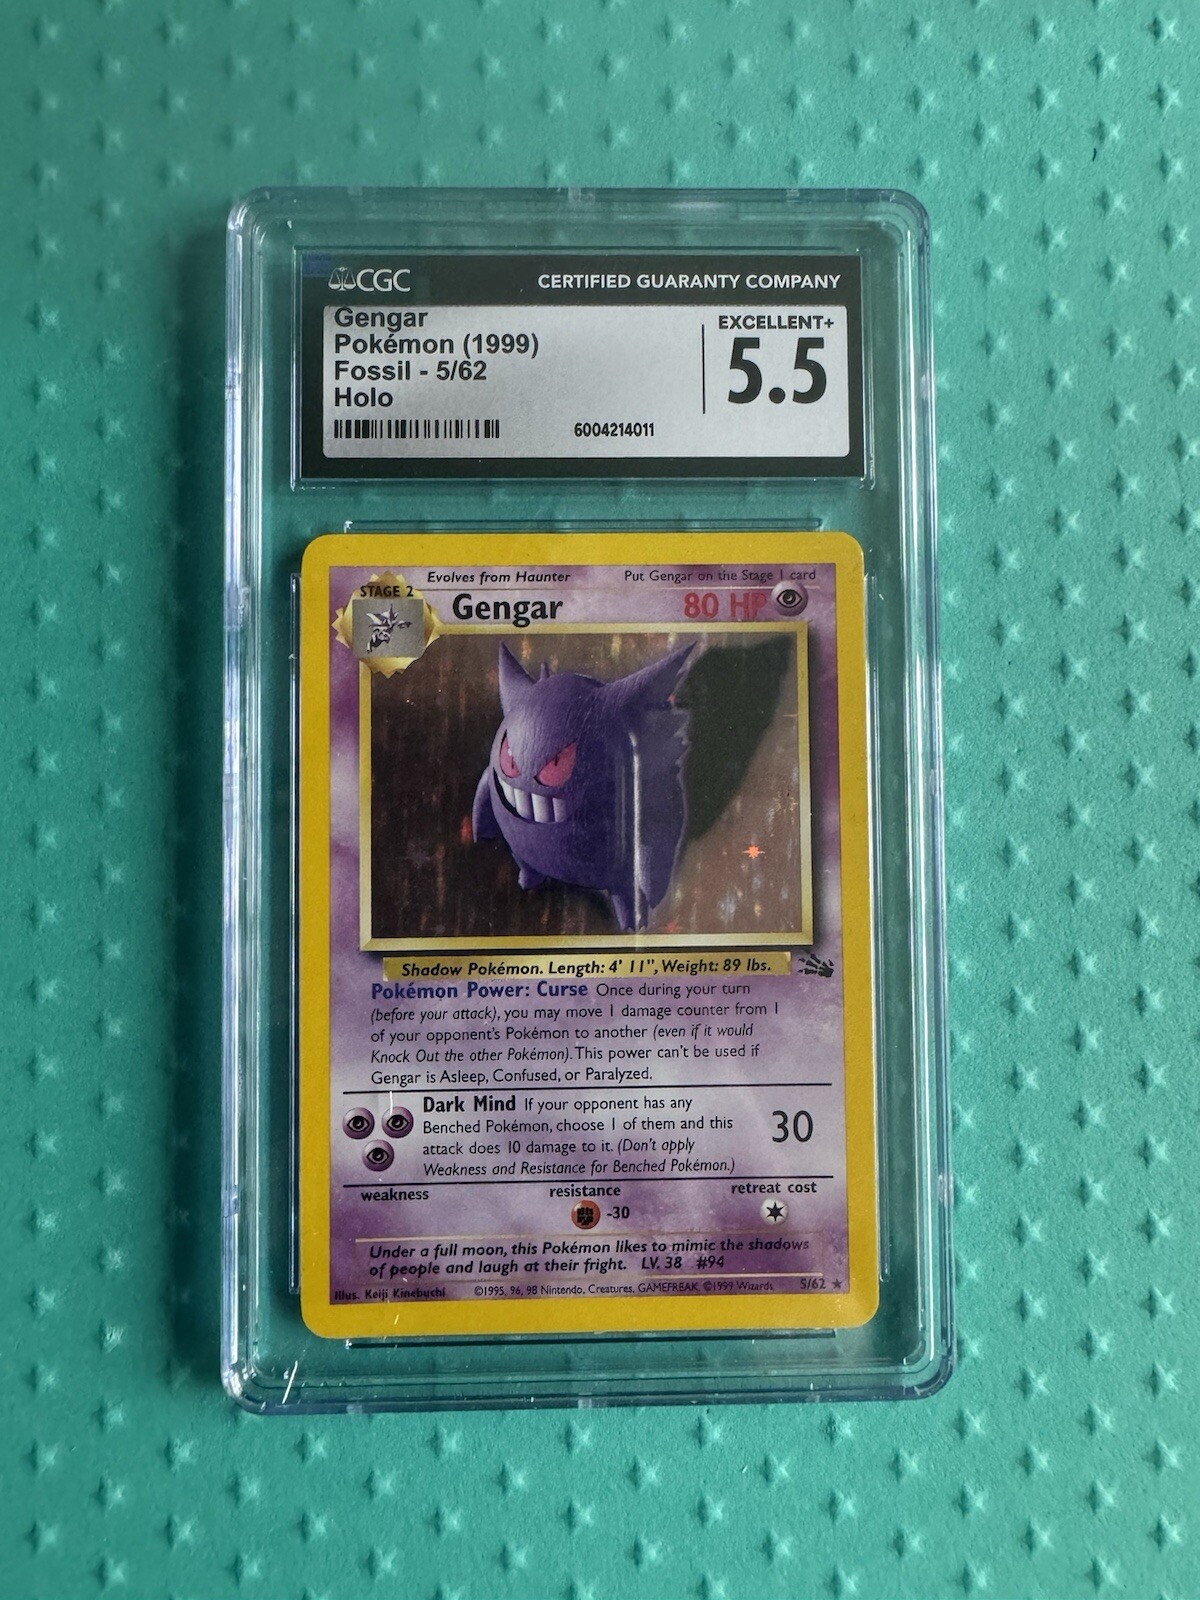 CGC
CERTIFIED GUARANTY COMPANY
Gengar
Pokémon (1999)
Fossil - 5/62
Holo
EXCELLENT+
5.5
6004214011
Evolves from Haunter
Put Gengar on the Stage 1 card
STAGE 2
Gengar
80 HP
Shadow Pokémon. Length: 4' 11", Weight: 89 lbs.
Pokémon Power: Curse Once during your turn
(before your attack), you may move 1 damage counter from 1
of your opponent's Pokémon to another (even if it would
Knock Out the other Pokémon). This power can't be used if
Gengar is Asleep, Confused, or Paralyzed.
Dark Mind If your opponent has any
Benched Pokémon, choose 1 of them and this
attack does 10 damage to it. (Don't apply
Weakness and Resistance for Benched Pokémon.)
30
weakness
resistance
retreat cost
-30
Under a full moon, this Pokémon likes to mimic the shadows
of people and laugh at their fright. LV. 38 #94
Illus. Keiji Kinebuchi
©1995, 96, 98 Nintendo, Creatures, GAMEFREAK. ©1999 Wizards.
5/62 ★